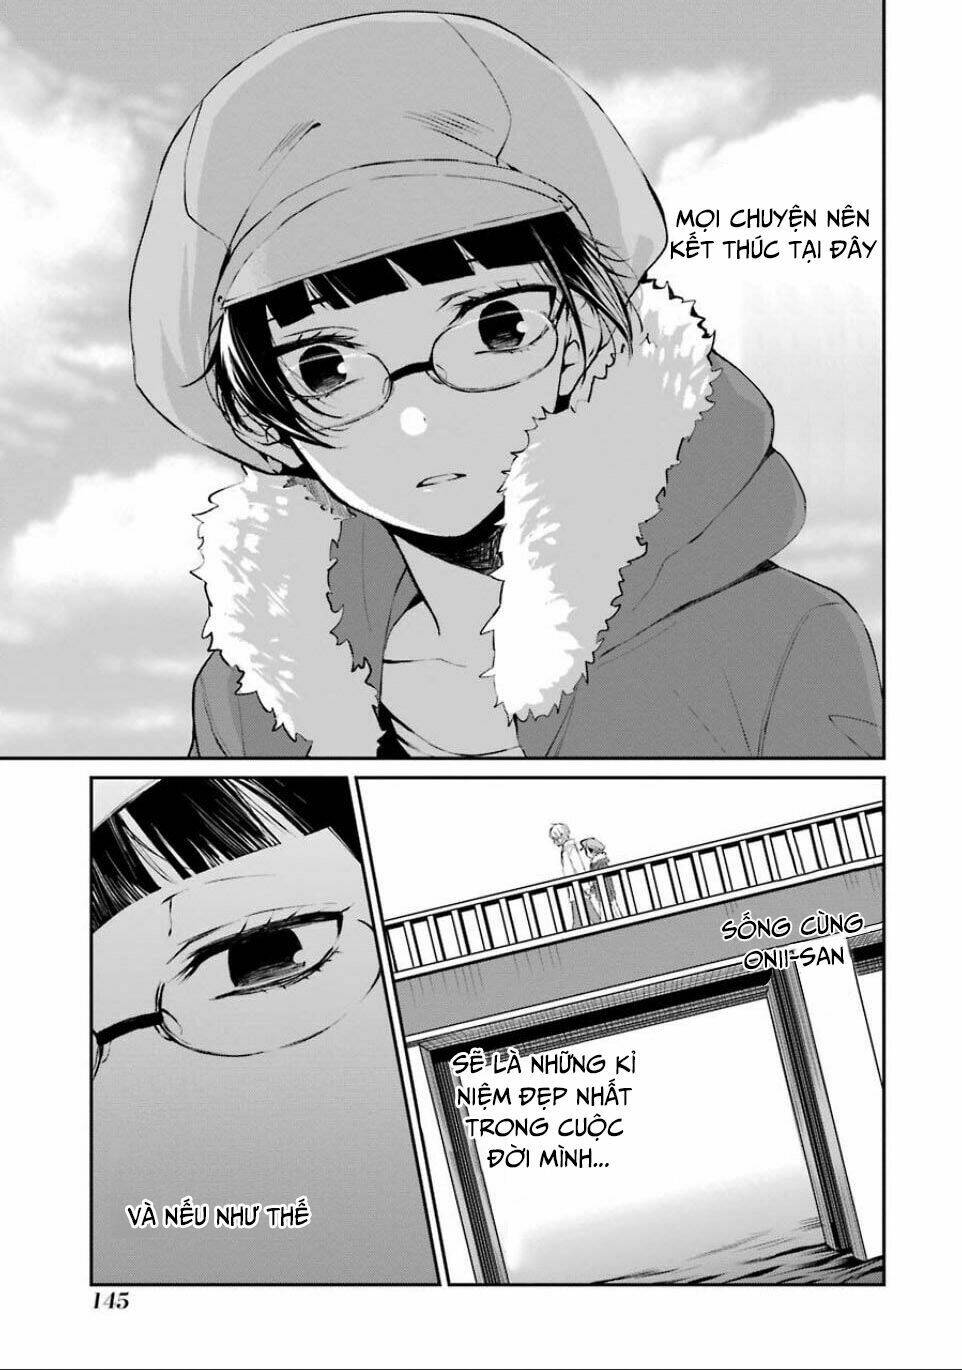 MỌI CHUYỆN NÊN
KẾT THÚC TẠI ĐÂY
SỐNG CÙNG
ONII-SAN
SẼ LÀ NHỮNG KỈ
NIỆM ĐẸP NHẤT
TRONG CUỘC
ĐỜI MÌNH...
VÀ NẾU NHƯ THẾ
145